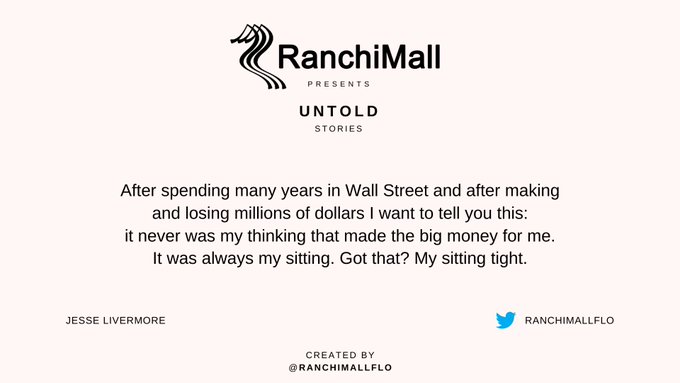 RanchiMall
PRESENTS
UNTOLD
STORIES
After spending many years in Wall Street and after making
and losing millions of dollars I want to tell you this:
it never was my thinking that made the big money for me.
It was always my sitting. Got that? My sitting tight.
JESSE LIVERMORE
RANCHIMALLFLO
CREATED BY
@RANCHIMALLFLO